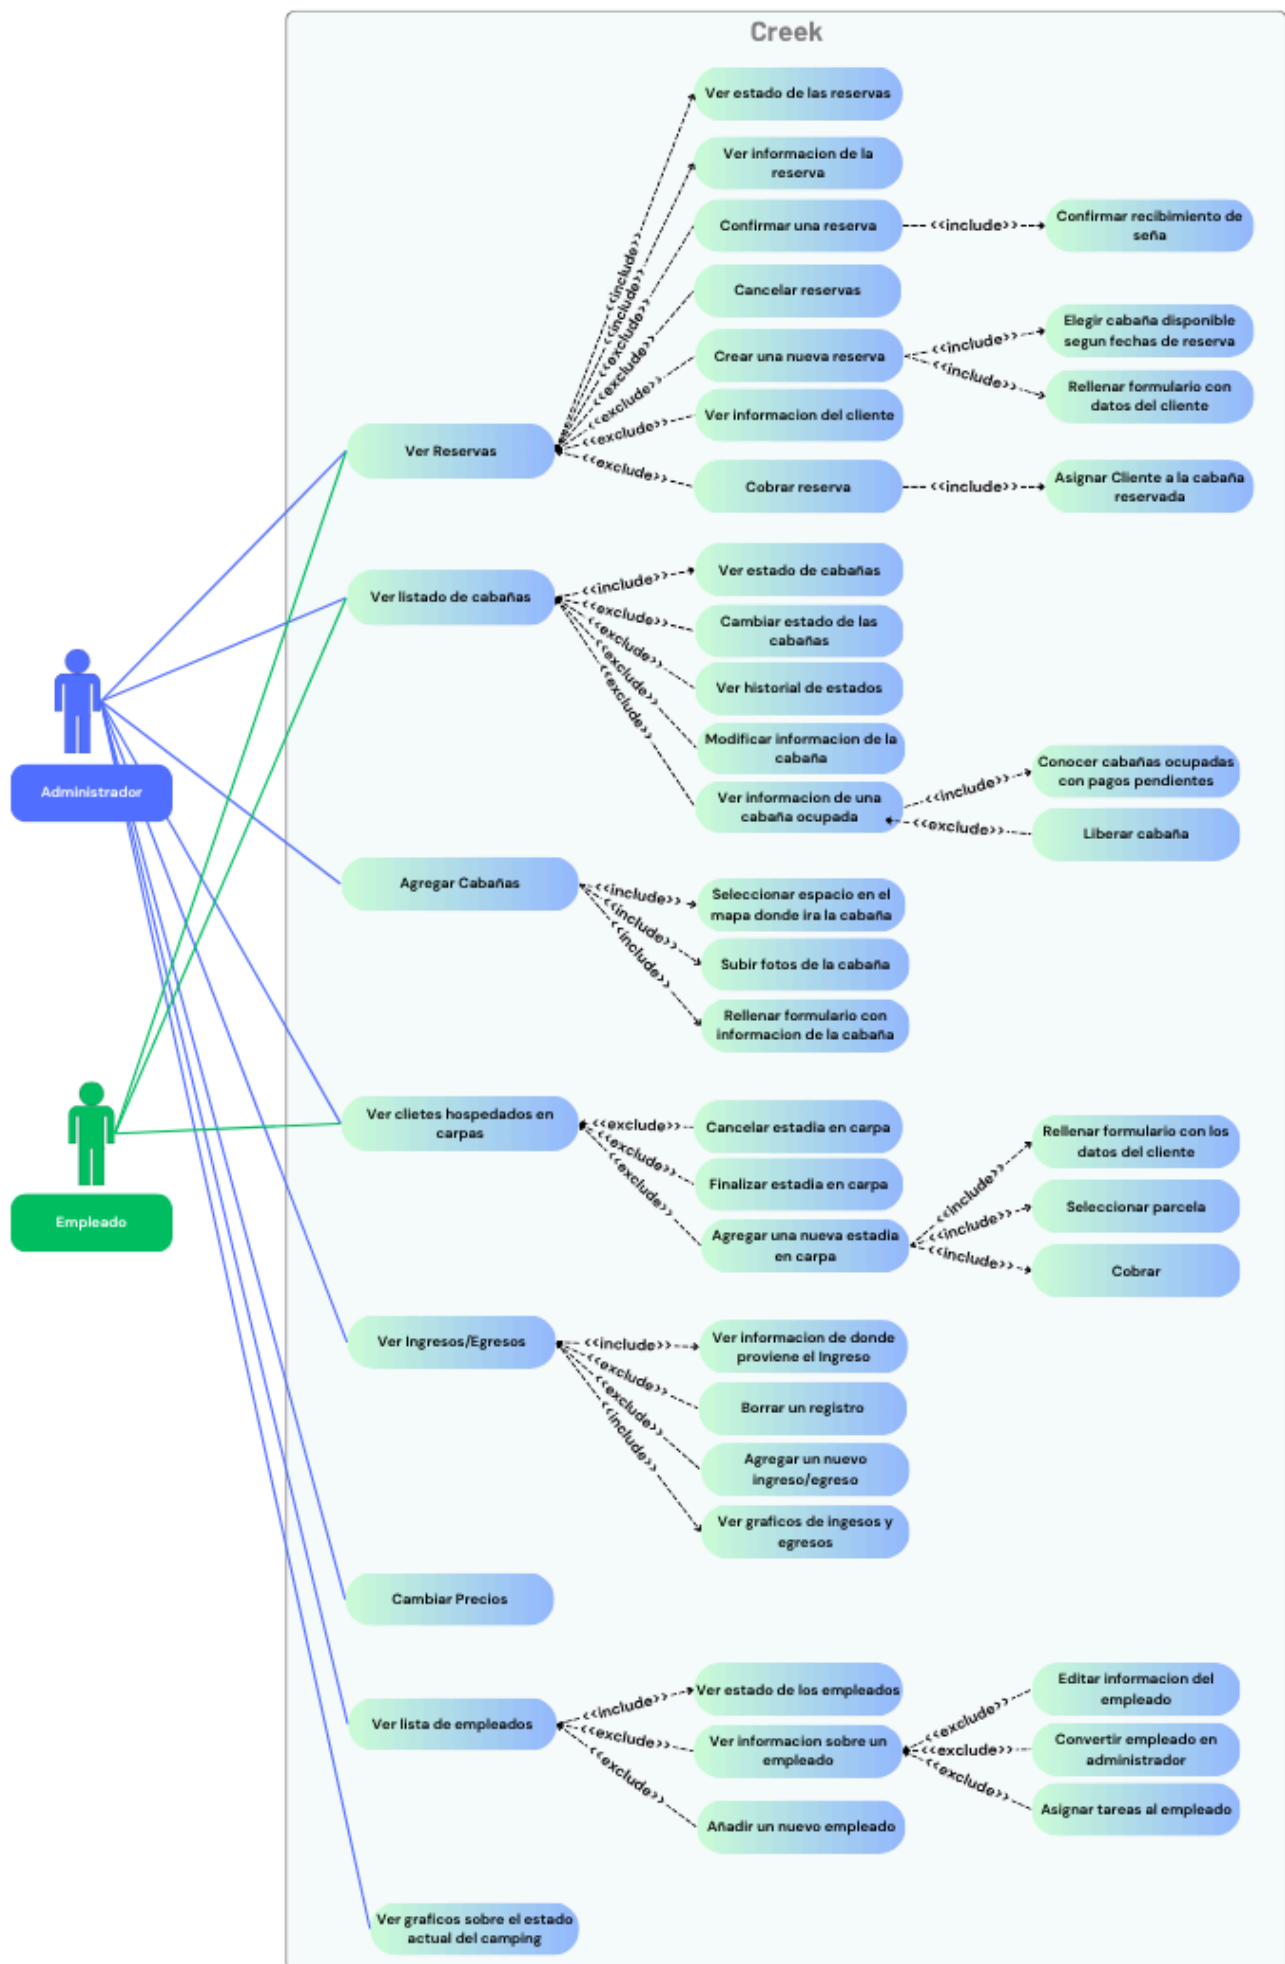 Creek
Ver estado de las reservas
Ver informacion de la
reserva
Confirmar una reserva
<<include>>
Confirmar recibimiento de
seña
Cancelar reservas
Crear una nueva reserva
<<include>>
<<include>>
Elegir cabaña disponible
segun fechas de reserva
Rellenar formulario con
datos del cliente
Ver informacion del cliente
Cobrar reserva
<<include>>
Asignar Cliente a la cabaña
reservada
<<include>>
<<include>>
<<exclude>>
<<exclude>>
<<exclude>>
<<exclude>>
<<exclude>>
Ver Reservas
Ver listado de cabañas
<<include>>
<<exclude>>
<<exclude>>
<<exclude>>
<<exclude>>
Ver estado de cabañas
Cambiar estado de las
cabañas
Ver historial de estados
Modificar informacion de la
cabaña
Ver informacion de una
cabaña ocupada
<<include>>
<<exclude>>
Conocer cabañas ocupadas
con pagos pendientes
Liberar cabaña
Administrador
Agregar Cabañas
<<include>>
<<include>>
<<include>>
Seleccionar espacio en el
mapa donde ira la cabaña
Subir fotos de la cabaña
Rellenar formulario con
informacion de la cabaña
Ver clietes hospedados en
carpas
<<exclude>>
<<exclude>>
<<exclude>>
Cancelar estadia en carpa
Finalizar estadia en carpa
Agregar una nueva estadia
en carpa
<<include>>
<<include>>
<<include>>
Rellenar formulario con los
datos del cliente
Seleccionar parcela
Cobrar
Empleado
Ver Ingresos/Egresos
<<include>>
<<exclude>>
<<exclude>>
<<include>>
Ver informacion de donde
proviene el Ingreso
Borrar un registro
Agregar un nuevo
ingreso/egreso
Ver graficos de ingesos y
egresos
Cambiar Precios
Ver lista de empleados
<<include>>
<<exclude>>
<<exclude>>
Ver estado de los empleados
Ver informacion sobre un
empleado
Añadir un nuevo empleado
<<exclude>>
<<exclude>>
<<exclude>>
Editar informacion del
empleado
Convertir empleado en
administrador
Asignar tareas al empleado
Ver graficos sobre el estado
actual del camping